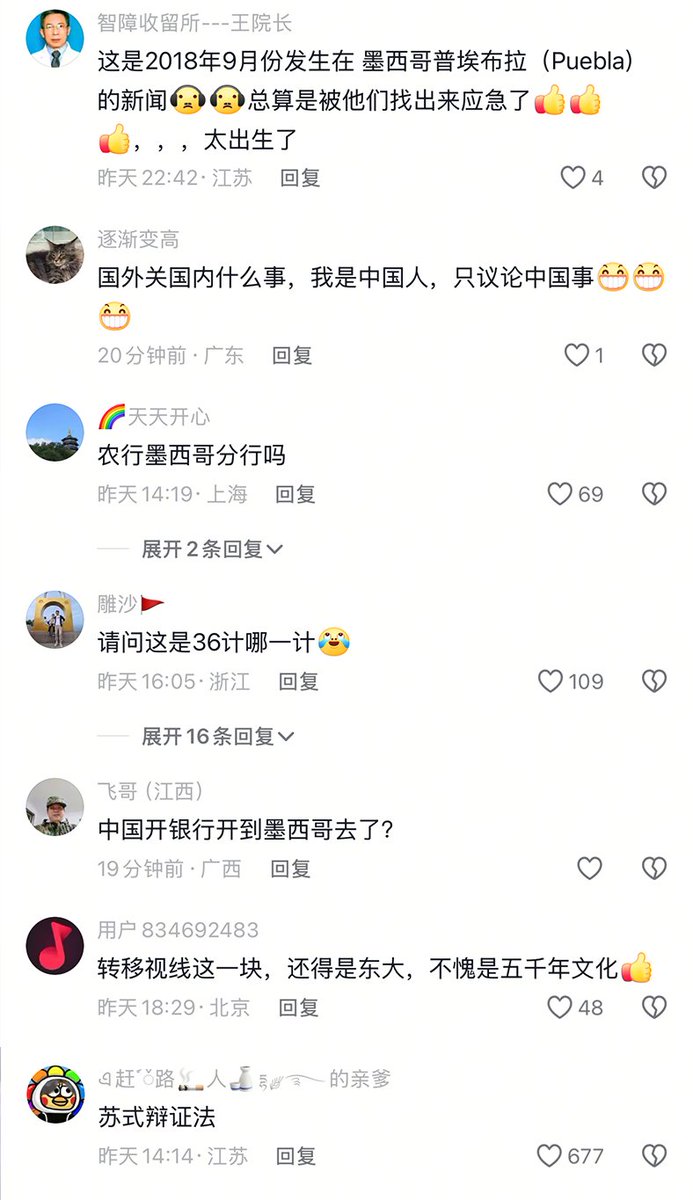 智障收留所---王院长
这是2018年9月份发生在 墨西哥普埃布拉（Puebla）
的新闻总算是被他们找出来应急了
，，，太出生了
昨天 22:42 · 江苏 回复 4
逐渐变高
国外关国内什么事，我是中国人，只议论中国事
20分钟前 · 广东 回复 1
🌈天天开心
农行墨西哥分行吗
昨天 14:19 · 上海 回复 69
展开 2 条回复
雕沙🚩
请问这是36计哪一计😂
昨天 16:05 · 浙江 回复 109
展开 16 条回复
飞哥（江西）
中国开银行开到墨西哥去了？
19分钟前 · 广西 回复
用户 834692483
转移视线这一块，还得是东大，不愧是五千年文化👍
昨天 18:29 · 北京 回复 48
赶路🚬人🍶的亲爹
苏式辩证法
昨天 14:14 · 江苏 回复 677